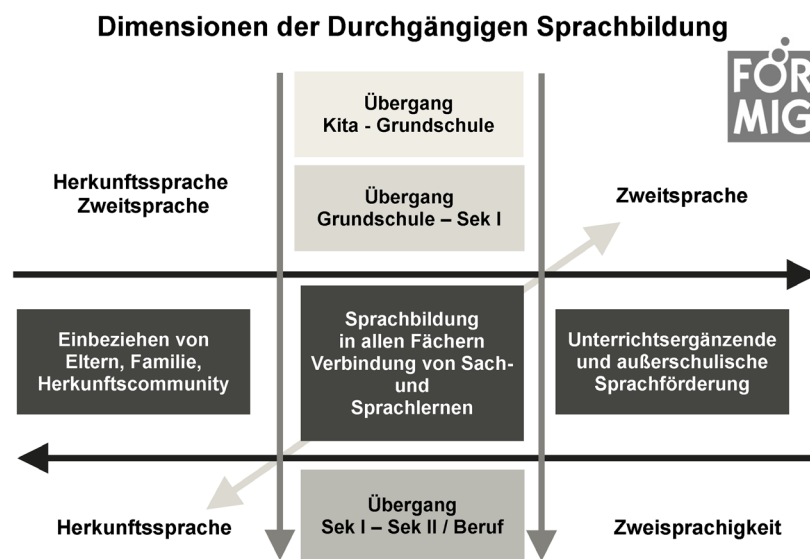 Dimensionen der Durchgängigen Sprachbildung
FÖR
MIG
Übergang
Kita - Grundschule
Herkunftssprache
Zweitsprache
Übergang
Grundschule – Sek I
Zweitsprache
Einbeziehen von
Eltern, Familie,
Herkunftscommunity
Sprachbildung
in allen Fächern
Verbindung von Sach-
und
Sprachlernen
Unterrichtsergänzende
und außerschulische
Sprachförderung
Herkunftssprache
Übergang
Sek I – Sek II / Beruf
Zweisprachigkeit